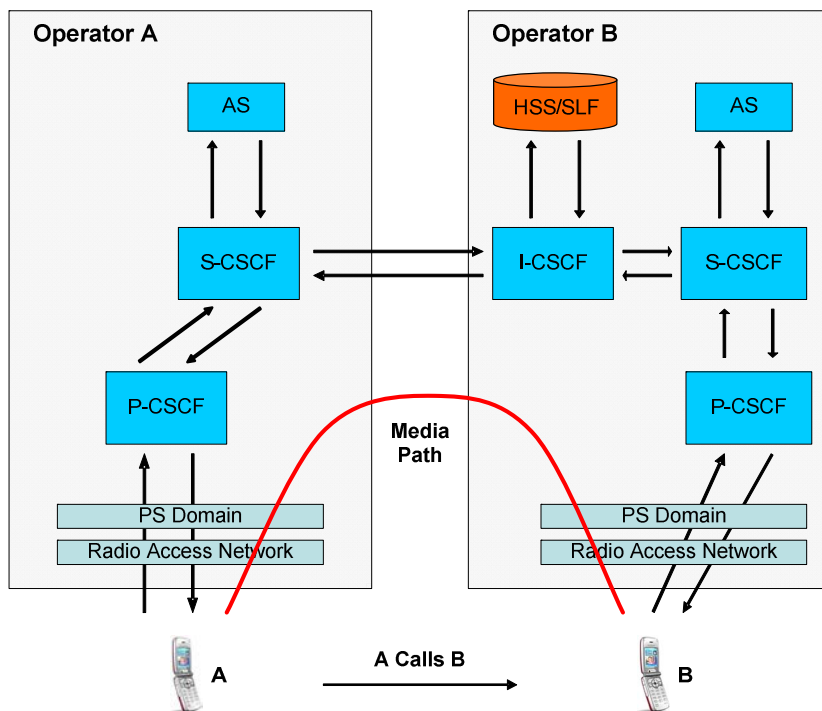 Operator A
Operator B
AS
HSS/SLF
AS
S-CSCF
I-CSCF
S-CSCF
P-CSCF
P-CSCF
Media
Path
PS Domain
PS Domain
Radio Access Network
Radio Access Network
A
A Calls B
B